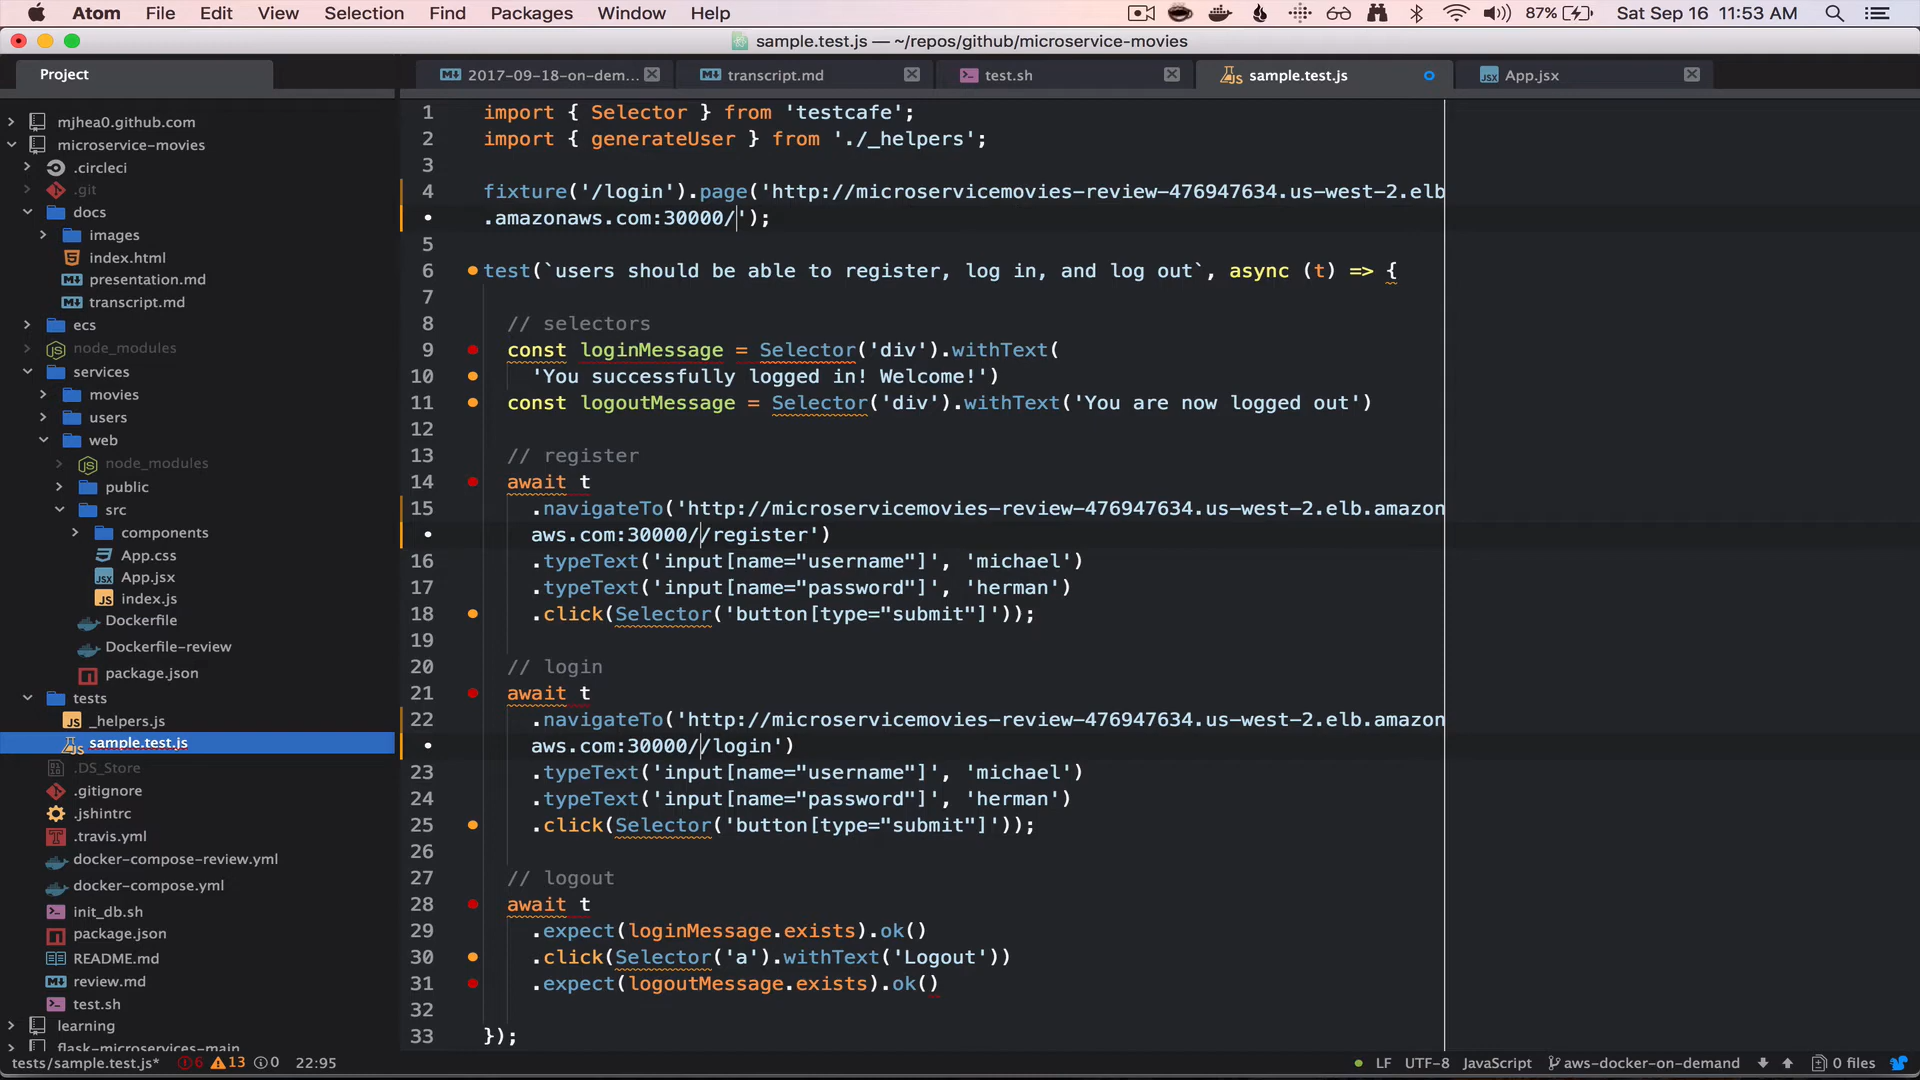 Atom File Edit View Selection Find Packages Window Help 87% Sat Sep 16 11:53 AM
sample.test.js — ~/repos/github/microservice-movies
Project
2017-09-18-on-dem... transcript.md test.sh sample.test.js App.jsx
mjhea0.github.com
microservice-movies
.circleci
.git
docs
images
index.html
presentation.md
transcript.md
ecs
node_modules
services
movies
users
web
node_modules
public
src
components
App.css
App.jsx
index.js
Dockerfile
Dockerfile-review
package.json
tests
_helpers.js
sample.test.js
.DS_Store
.gitignore
.jshintrc
.travis.yml
docker-compose-review.yml
docker-compose.yml
init_db.sh
package.json
README.md
review.md
test.sh
learning
flask-microservices-main
1 import { Selector } from 'testcafe';
2 import { generateUser } from './_helpers';
3
4 fixture('/login').page('http://microservicemovies-review-476947634.us-west-2.elb
• .amazonaws.com:30000/');
5
6 test(`users should be able to register, log in, and log out`, async (t) => {
7
8 // selectors
9 const loginMessage = Selector('div').withText(
10 'You successfully logged in! Welcome!')
11 const logoutMessage = Selector('div').withText('You are now logged out')
12
13 // register
14 await t
15 .navigateTo('http://microservicemovies-review-476947634.us-west-2.elb.amazon
• aws.com:30000//register')
16 .typeText('input[name="username"]', 'michael')
17 .typeText('input[name="password"]', 'herman')
18 .click(Selector('button[type="submit"]'));
19
20 // login
21 await t
22 .navigateTo('http://microservicemovies-review-476947634.us-west-2.elb.amazon
• aws.com:30000//login')
23 .typeText('input[name="username"]', 'michael')
24 .typeText('input[name="password"]', 'herman')
25 .click(Selector('button[type="submit"]'));
26
27 // logout
28 await t
29 .expect(loginMessage.exists).ok()
30 .click(Selector('a').withText('Logout'))
31 .expect(logoutMessage.exists).ok()
32
33 });
tests/sample.test.js* 6 13 0 22:95 LF UTF-8 JavaScript aws-docker-on-demand 0 files